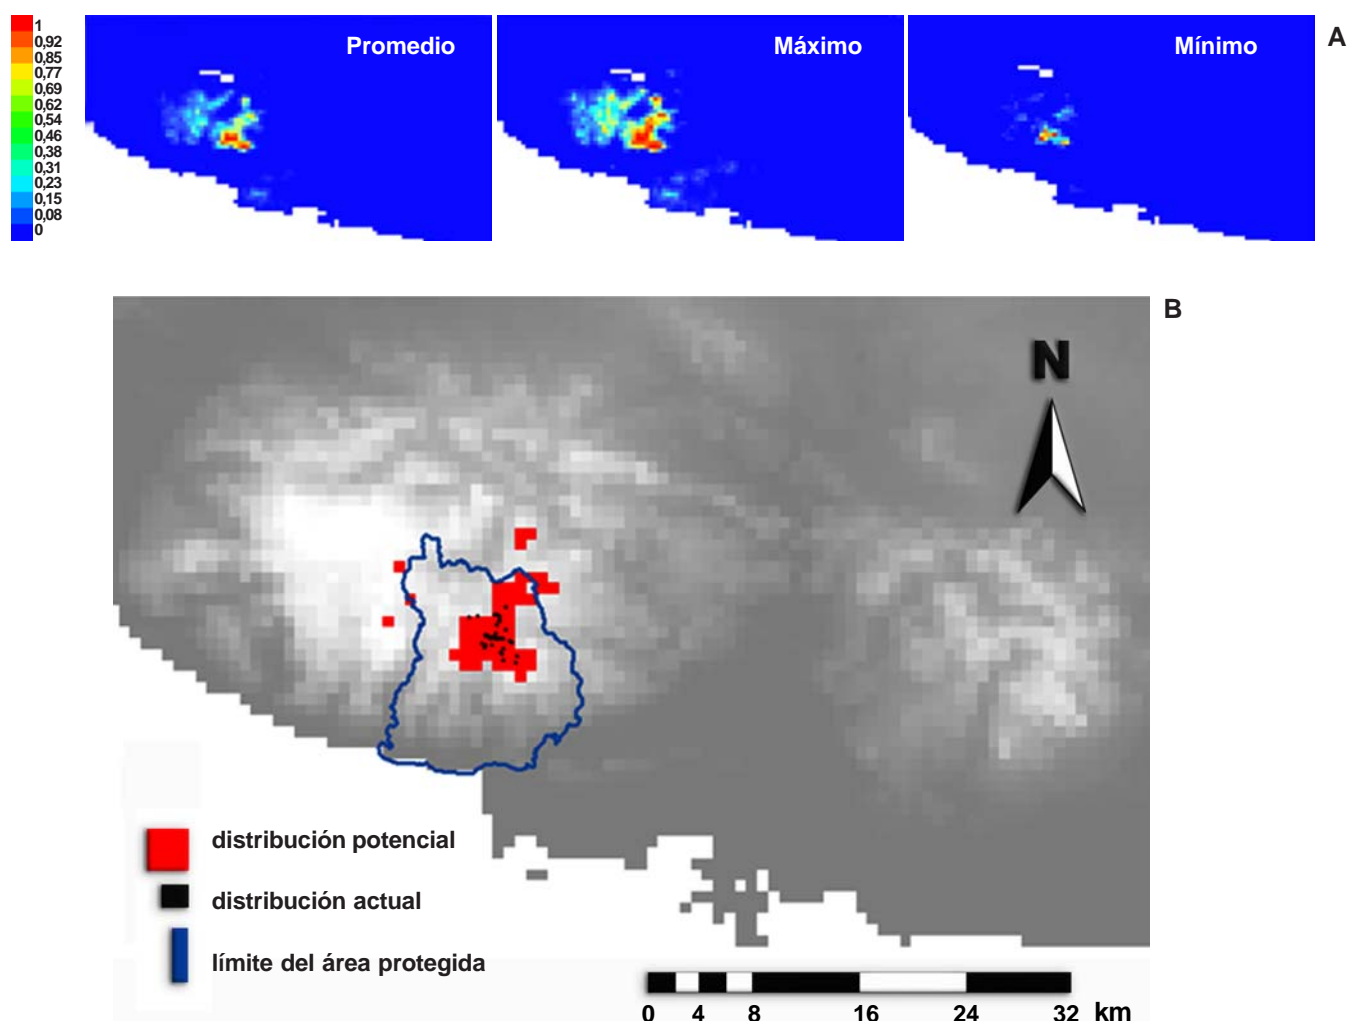 Promedio
Máximo
Mínimo
A
1
0,92
0,85
0,77
0,69
0,62
0,54
0,46
0,38
0,31
0,23
0,15
0,08
0
B
N
distribución potencial
distribución actual
límite del área protegida
0 4 8 16 24 32 km